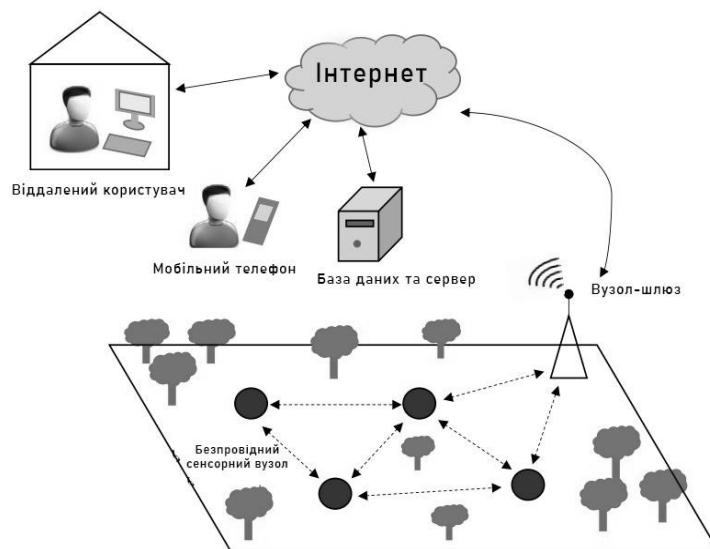 Інтернет
Віддалений користувач
Мобільний телефон
База даних та сервер
Вузол-шлюз
Безпровідний
сенсорний вузол